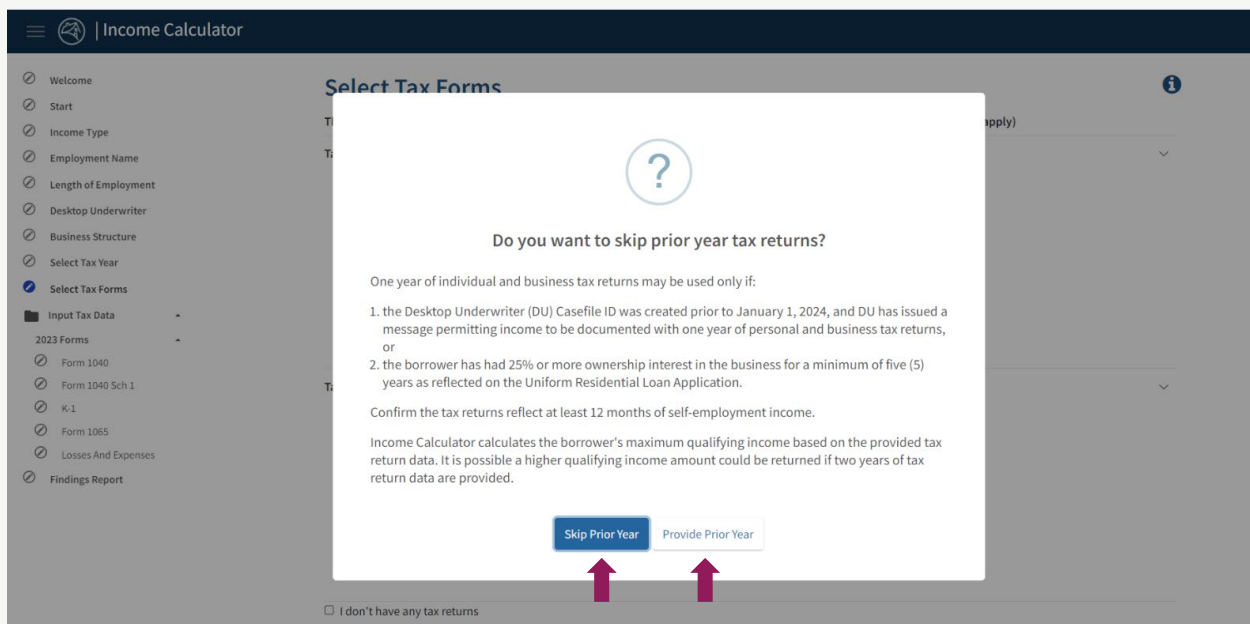 | Income Calculator
Welcome
Start
Income Type
Employment Name
Length of Employment
Desktop Underwriter
Business Structure
Select Tax Year
Select Tax Forms
Input Tax Data
2023 Forms
Form 1040
Form 1040 Sch 1
K-1
Form 1065
Losses And Expenses
Findings Report
Select Tax Forms
apply)
?
Do you want to skip prior year tax returns?
One year of individual and business tax returns may be used only if:
1. the Desktop Underwriter (DU) Casefile ID was created prior to January 1, 2024, and DU has issued a
message permitting income to be documented with one year of personal and business tax returns,
or
2. the borrower has had 25% or more ownership interest in the business for a minimum of five (5)
years as reflected on the Uniform Residential Loan Application.
Confirm the tax returns reflect at least 12 months of self-employment income.
Income Calculator calculates the borrower's maximum qualifying income based on the provided tax
return data. It is possible a higher qualifying income amount could be returned if two years of tax
return data are provided.
Skip Prior Year Provide Prior Year
I don't have any tax returns